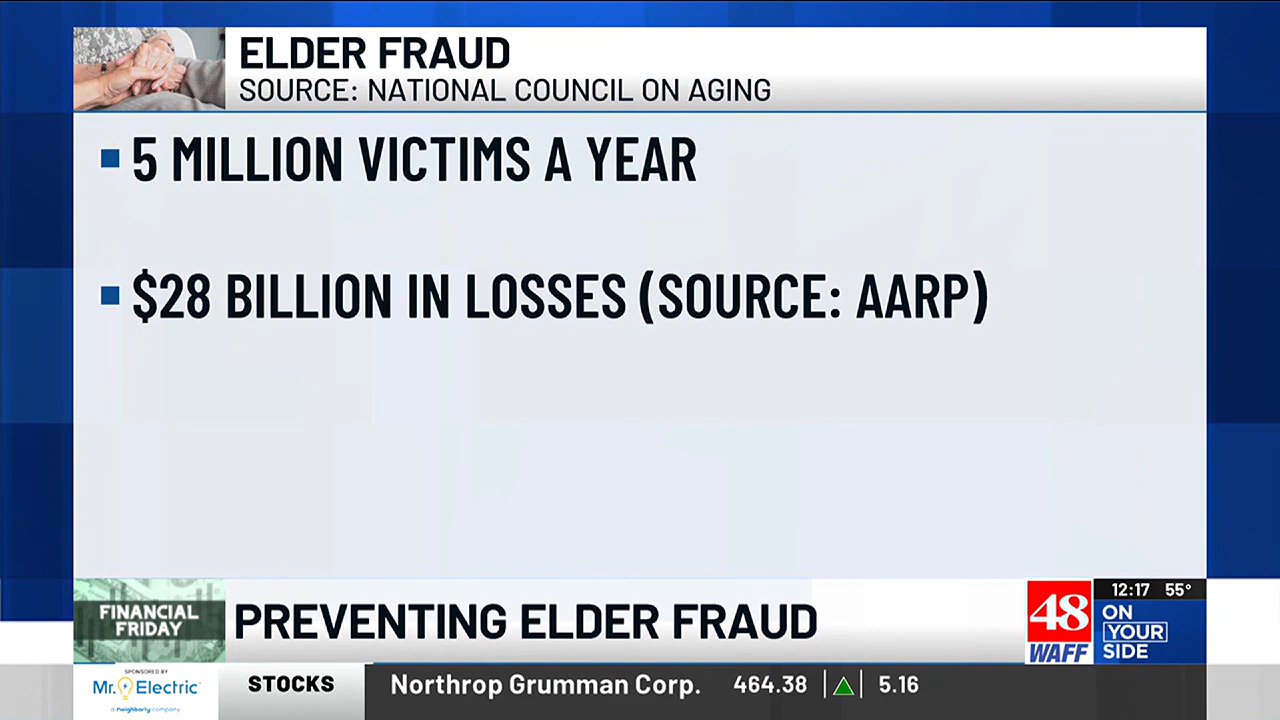 ELDER FRAUD
SOURCE: NATIONAL COUNCIL ON AGING
5 MILLION VICTIMS A YEAR
$28 BILLION IN LOSSES (SOURCE: AARP)
FINANCIAL
FRIDAY
PREVENTING ELDER FRAUD
48
WAFF
12:17 55°
ON
YOUR
SIDE
SPONSORED BY
Mr. Electric
a neighborly company
STOCKS
Northrop Grumman Corp. 464.38 5.16